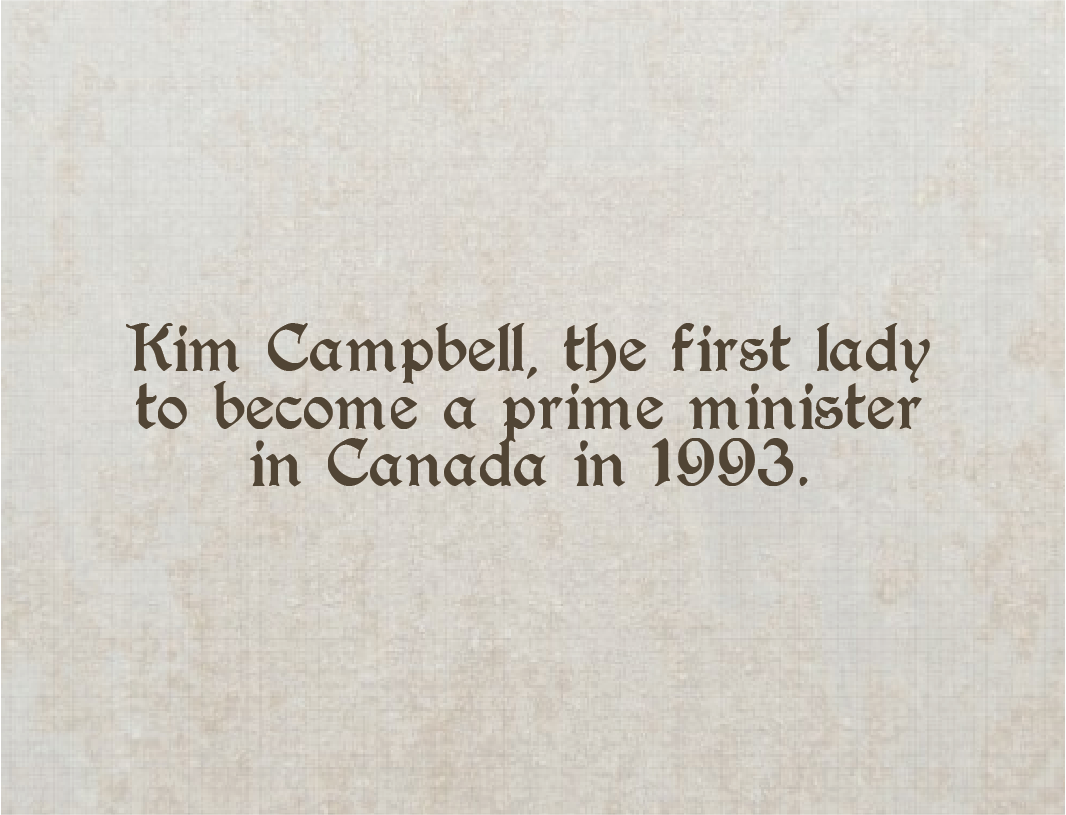 Kim Campbell, the first lady
to become a prime minister
in Canada in 1993.